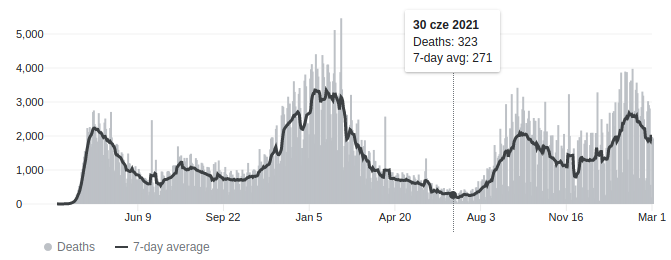 30 cze 2021
Deaths: 323
7-day avg: 271
5,000
4,000
3,000
2,000
1,000
0
Jun 9 Sep 22 Jan 5 Apr 20 Aug 3 Nov 16 Mar 1
Deaths 7-day average